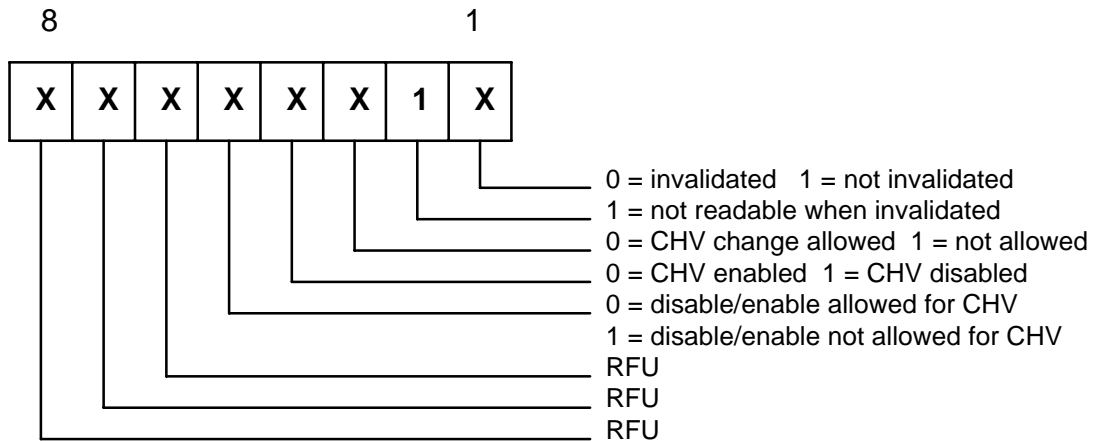 8 1
X X X X X X 1 X
0 = invalidated 1 = not invalidated
1 = not readable when invalidated
0 = CHV change allowed 1 = not allowed
0 = CHV enabled 1 = CHV disabled
0 = disable/enable allowed for CHV
1 = disable/enable not allowed for CHV
RFU
RFU
RFU